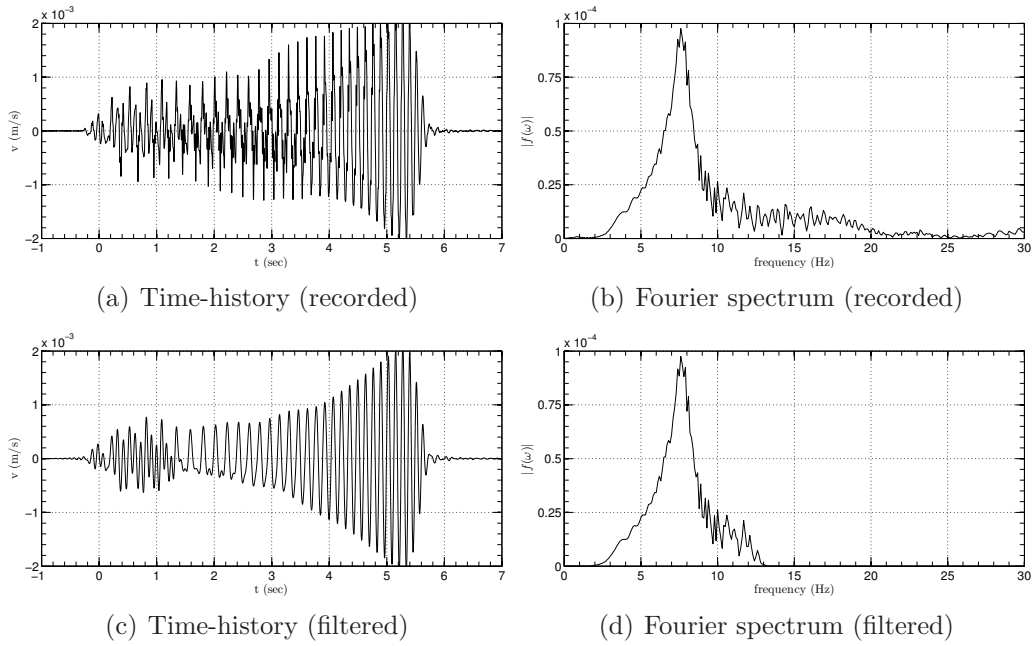 x 10⁻³
2
1
0
−1
−2
v (m/s)
−1 0 1 2 3 4 5 6 7
t (sec)
(a) Time-history (recorded)
x 10⁻⁴
1
0.75
0.5
0.25
0
|f(ω)|
0 5 10 15 20 25 30
frequency (Hz)
(b) Fourier spectrum (recorded)
x 10⁻³
2
1
0
−1
−2
v (m/s)
−1 0 1 2 3 4 5 6 7
t (sec)
(c) Time-history (filtered)
x 10⁻⁴
1
0.75
0.5
0.25
0
|f(ω)|
0 5 10 15 20 25 30
frequency (Hz)
(d) Fourier spectrum (filtered)